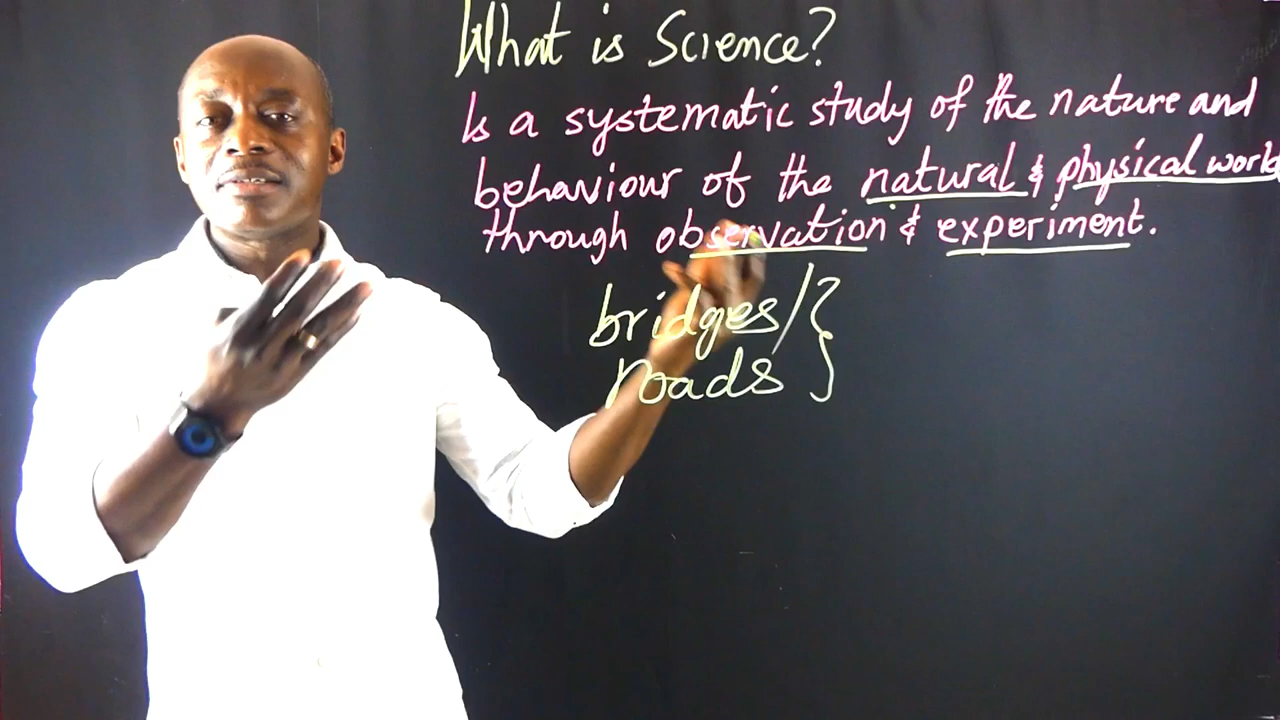 What is Science?
Is a systematic study of the nature and
behaviour of the natural & physical world
through observation & experiment.
bridges/}
roads }